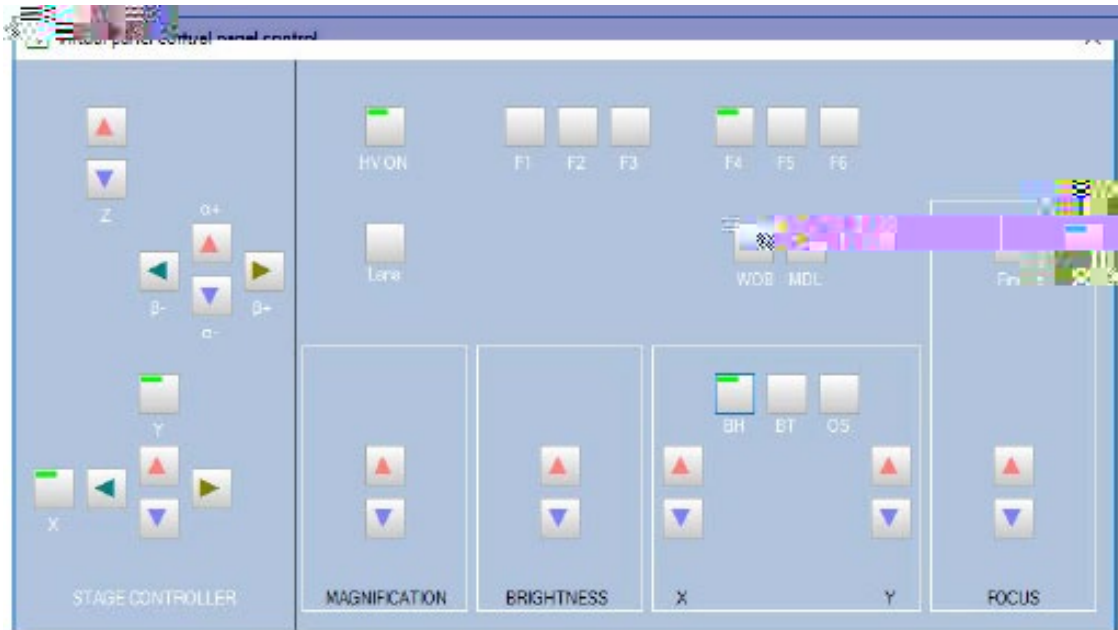 HV ON
F1 F2 F3
F4 F5 F6
Z
α+
Lens
WOB MDL
β- β+
α-
Y
BH BT OS
X
STAGE CONTROLLER
MAGNIFICATION
BRIGHTNESS
X Y
FOCUS